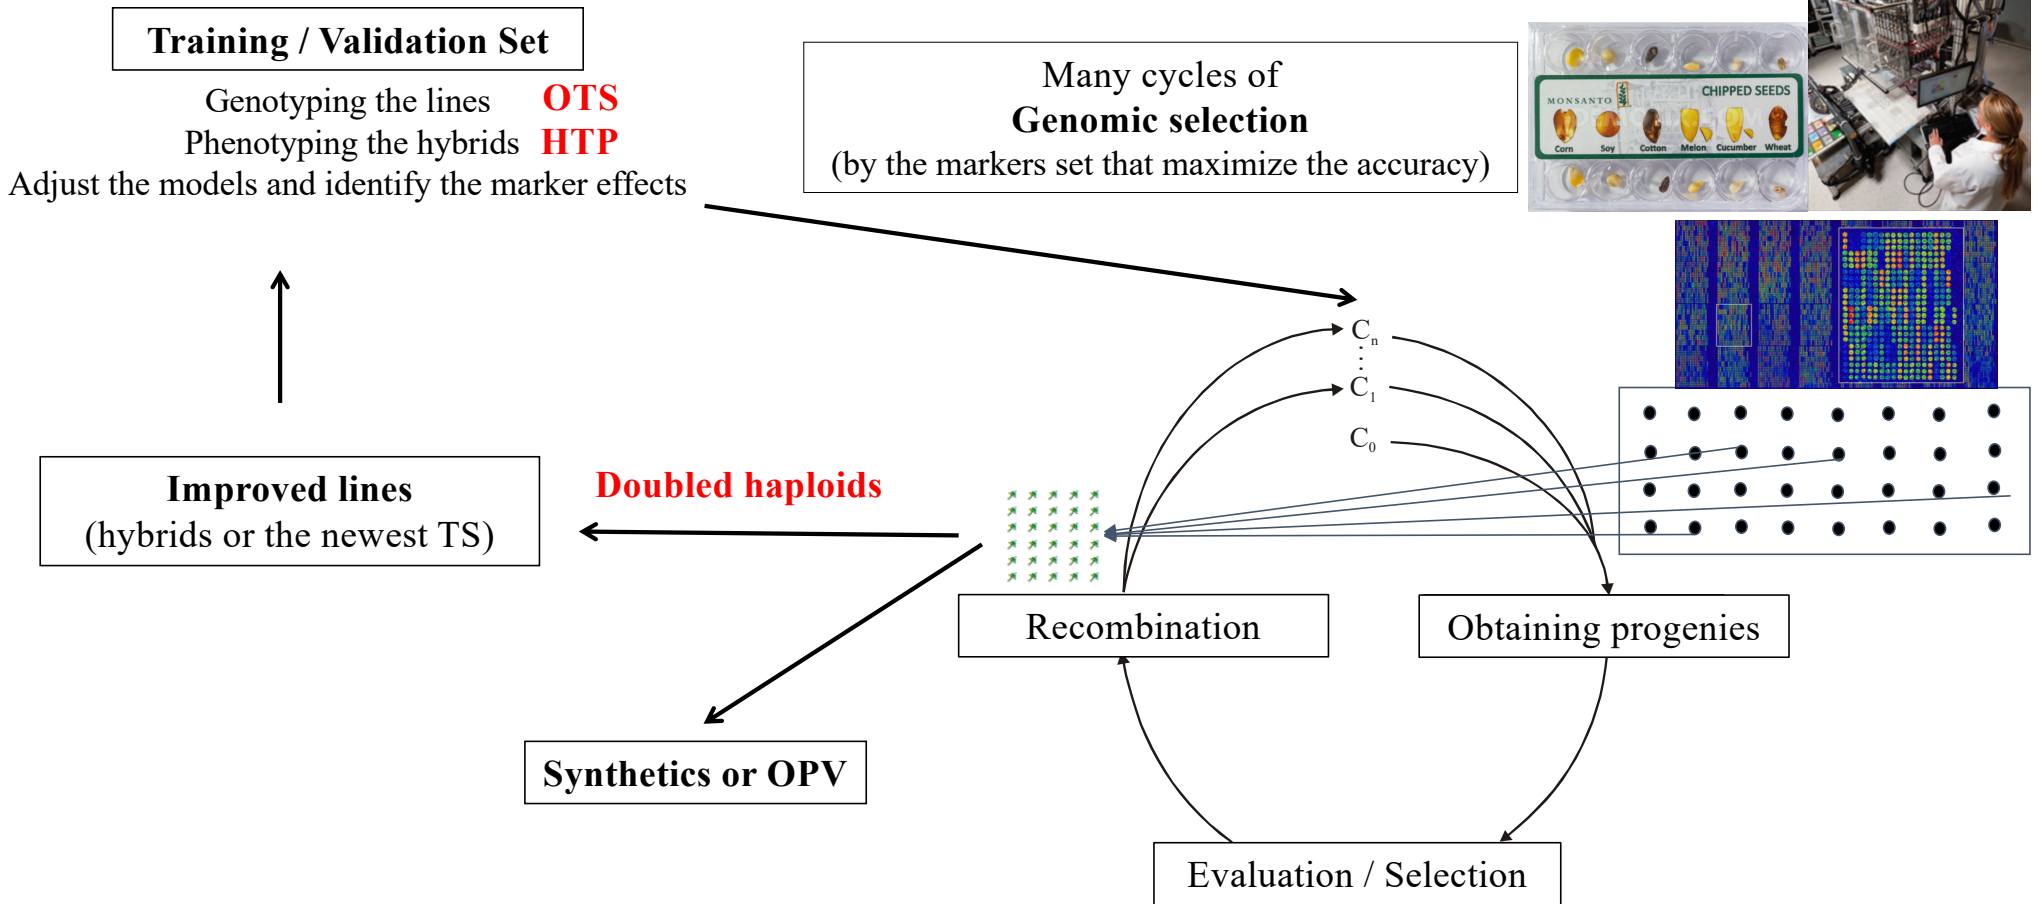 Training / Validation Set
Genotyping the lines OTS
Phenotyping the hybrids HTP
Adjust the models and identify the marker effects
Many cycles of
Genomic selection
(by the markers set that maximize the accuracy)
MONSANTO
CHIPPED SEEDS
Corn Soy Cotton Melon Cucumber Wheat
Cn
C1
C0
Improved lines
(hybrids or the newest TS)
Doubled haploids
Recombination
Obtaining progenies
Synthetics or OPV
Evaluation / Selection